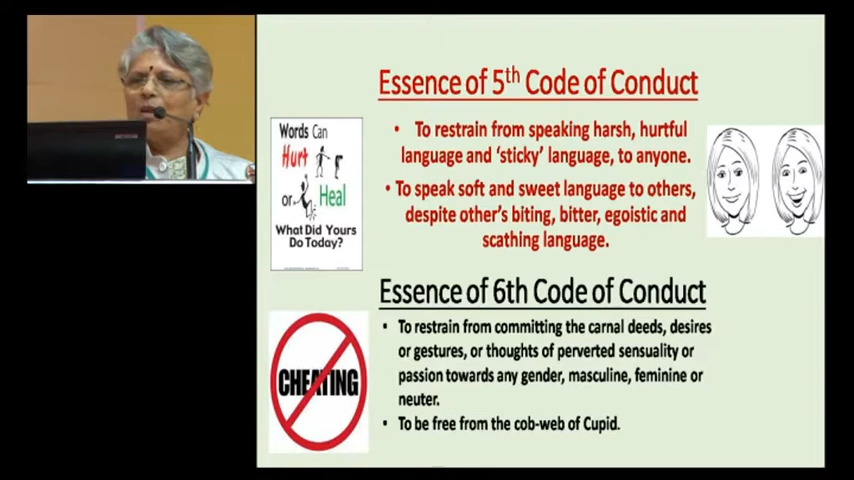 Essence of 5th Code of Conduct
• To restrain from speaking harsh, hurtful
language and ‘sticky’ language, to anyone.
• To speak soft and sweet language to others,
despite other’s biting, bitter, egoistic and
scathing language.
Words Can
Hurt
or Heal
What Did Yours
Do Today?
Essence of 6th Code of Conduct
• To restrain from committing the carnal deeds, desires
or gestures, or thoughts of perverted sensuality or
passion towards any gender, masculine, feminine or
neuter.
• To be free from the cob-web of Cupid.
CHEATING